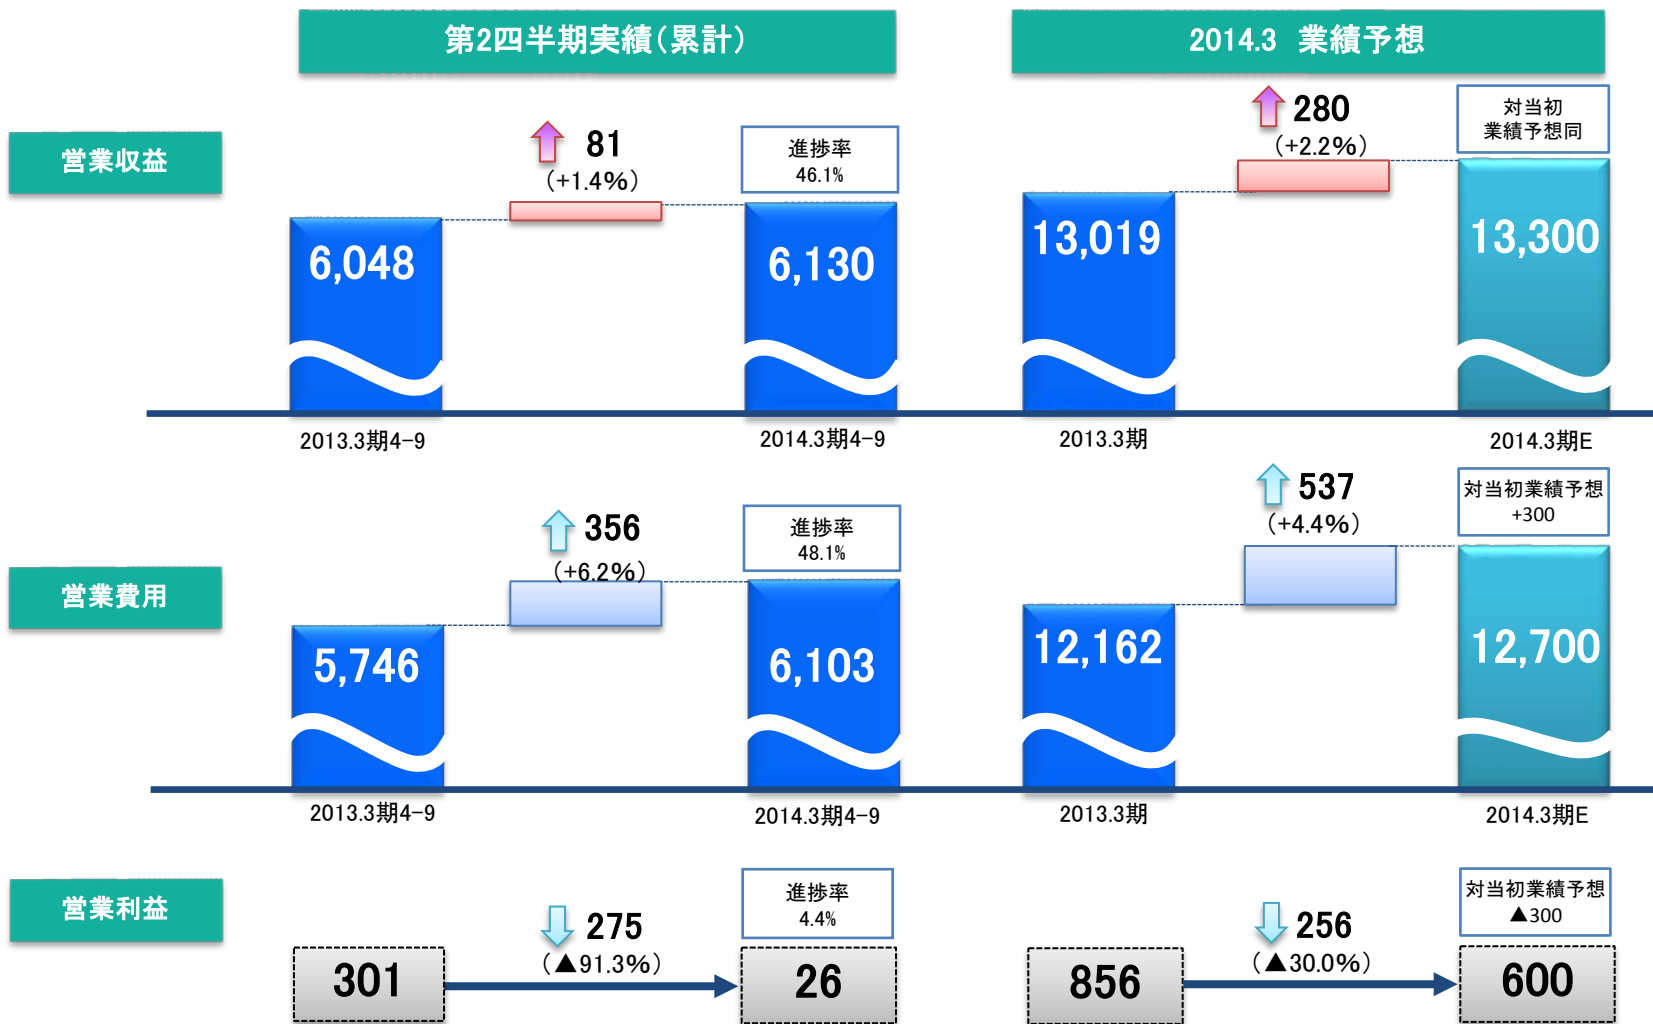 第2四半期実績（累計）
2014.3 業績予想
営業収益
81
（+1.4%）
進捗率
46.1%
6,048
6,130
2013.3期4-9
2014.3期4-9
280
（+2.2%）
対当初
業績予想同
13,019
13,300
2013.3期
2014.3期E
営業費用
356
（+6.2%）
進捗率
48.1%
5,746
6,103
2013.3期4-9
2014.3期4-9
537
（+4.4%）
対当初業績予想
+300
12,162
12,700
2013.3期
2014.3期E
営業利益
275
（▲91.3%）
進捗率
4.4%
301
26
256
（▲30.0%）
対当初業績予想
▲300
856
600